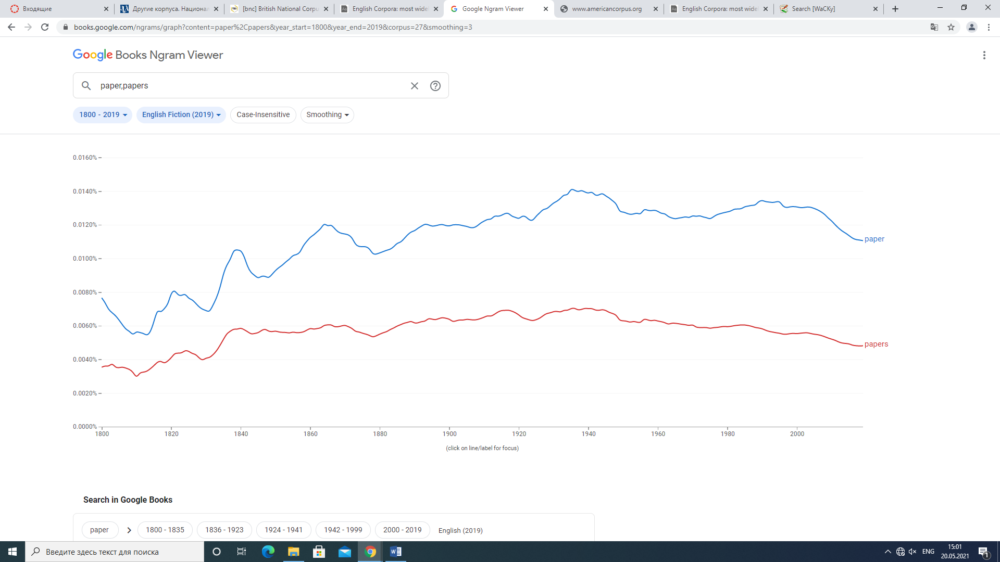 Входящие
Другие корпуса. Национал
[bnc] British National Corpu
English Corpora: most widel
Google Ngram Viewer
www.americancorpus.org
English Corpora: most widel
Search [WaCKy]
books.google.com/ngrams/graph?content=paper%2Cpapers&year_start=1800&year_end=2019&corpus=27&smoothing=3
Google Books Ngram Viewer
paper,papers
1800 - 2019
English Fiction (2019)
Case-Insensitive
Smoothing
0.0160%
0.0140%
0.0120%
0.0100%
0.0080%
0.0060%
0.0040%
0.0020%
0.0000%
paper
papers
1800 1820 1840 1860 1880 1900 1920 1940 1960 1980 2000
(click on line/label for focus)
Search in Google Books
paper
1800 - 1835
1836 - 1923
1924 - 1941
1942 - 1999
2000 - 2019
English (2019)
Введите здесь текст для поиска
ENG
15:01
20.05.2021
1